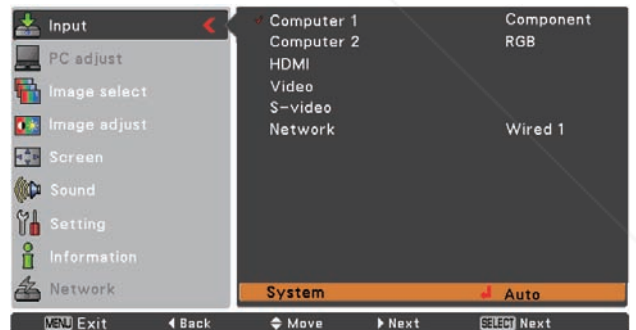 Input
PC adjust
Image select
Image adjust
Screen
Sound
Setting
Information
Network
Computer 1 Component
Computer 2 RGB
HDMI
Video
S-video
Network Wired 1
System Auto
MENU Exit Back Move Next SELECT Next